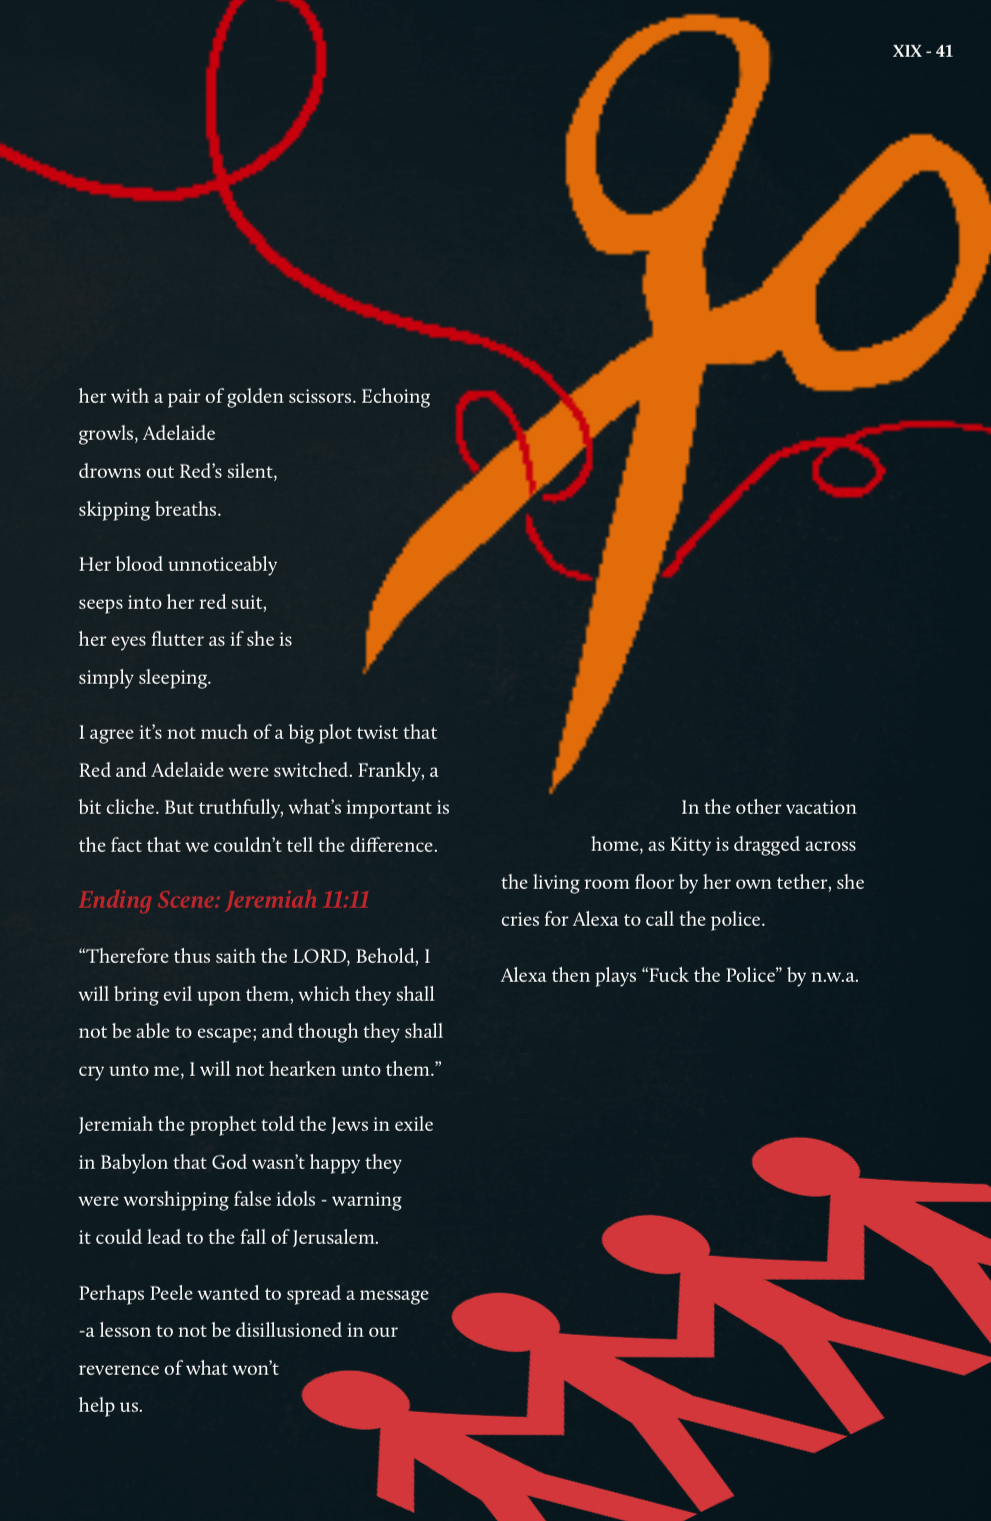 XIX - 41
her with a pair of golden scissors. Echoing
growls, Adelaide
drowns out Red’s silent,
skipping breaths.
Her blood unnoticeably
seeps into her red suit,
her eyes flutter as if she is
simply sleeping.
I agree it’s not much of a big plot twist that
Red and Adelaide were switched. Frankly, a
bit cliche. But truthfully, what’s important is
the fact that we couldn’t tell the difference.
Ending Scene: Jeremiah 11:11
“Therefore thus saith the LORD, Behold, I
will bring evil upon them, which they shall
not be able to escape; and though they shall
cry unto me, I will not hearken unto them.”
Jeremiah the prophet told the Jews in exile
in Babylon that God wasn’t happy they
were worshipping false idols - warning
it could lead to the fall of Jerusalem.
Perhaps Peele wanted to spread a message
-a lesson to not be disillusioned in our
reverence of what won’t
help us.
In the other vacation
home, as Kitty is dragged across
the living room floor by her own tether, she
cries for Alexa to call the police.
Alexa then plays “Fuck the Police” by n.w.a.